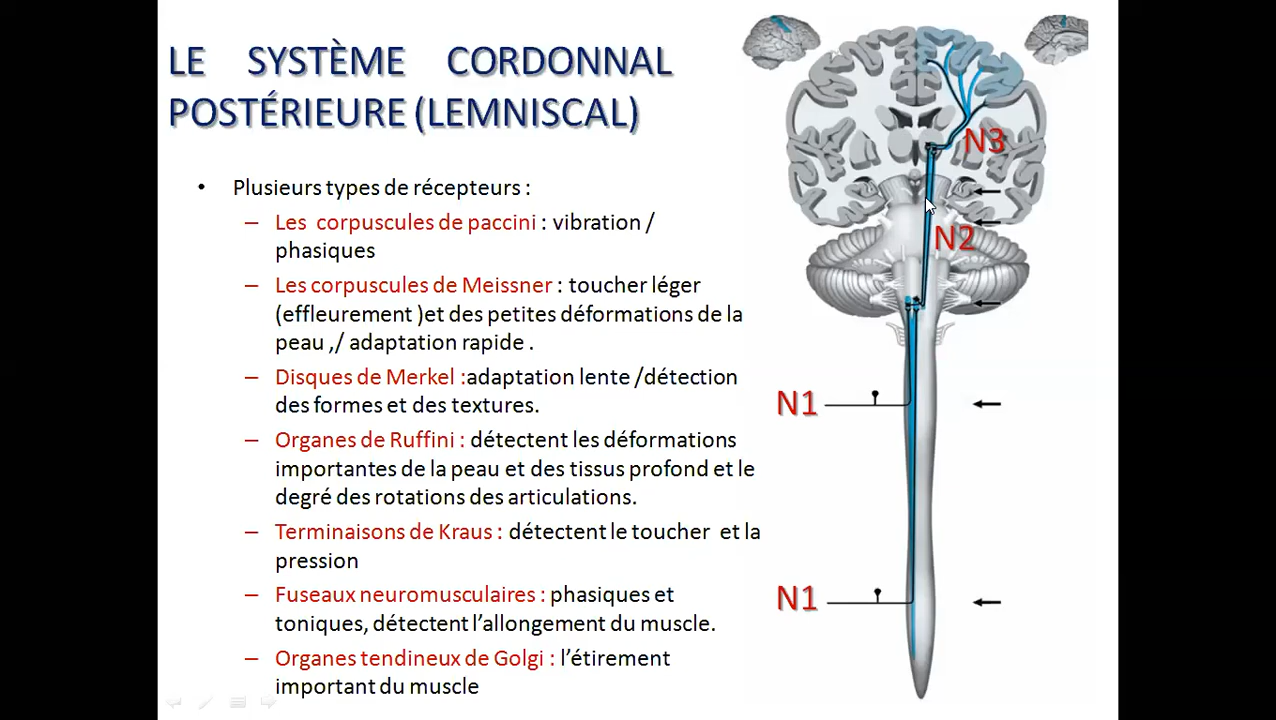 LE SYSTÈME CORDONNAL
POSTÉRIEURE (LEMNISCAL)
• Plusieurs types de récepteurs :
– Les corpuscules de paccini : vibration /
phasiques
– Les corpuscules de Meissner : toucher léger
(effleurement )et des petites déformations de la
peau ,/ adaptation rapide .
– Disques de Merkel :adaptation lente /détection
des formes et des textures.
– Organes de Ruffini : détectent les déformations
importantes de la peau et des tissus profond et le
degré des rotations des articulations.
– Terminaisons de Kraus : détectent le toucher et la
pression
– Fuseaux neuromusculaires : phasiques et
toniques, détectent l’allongement du muscle.
– Organes tendineux de Golgi : l’étirement
important du muscle
N3
N2
N1
N1